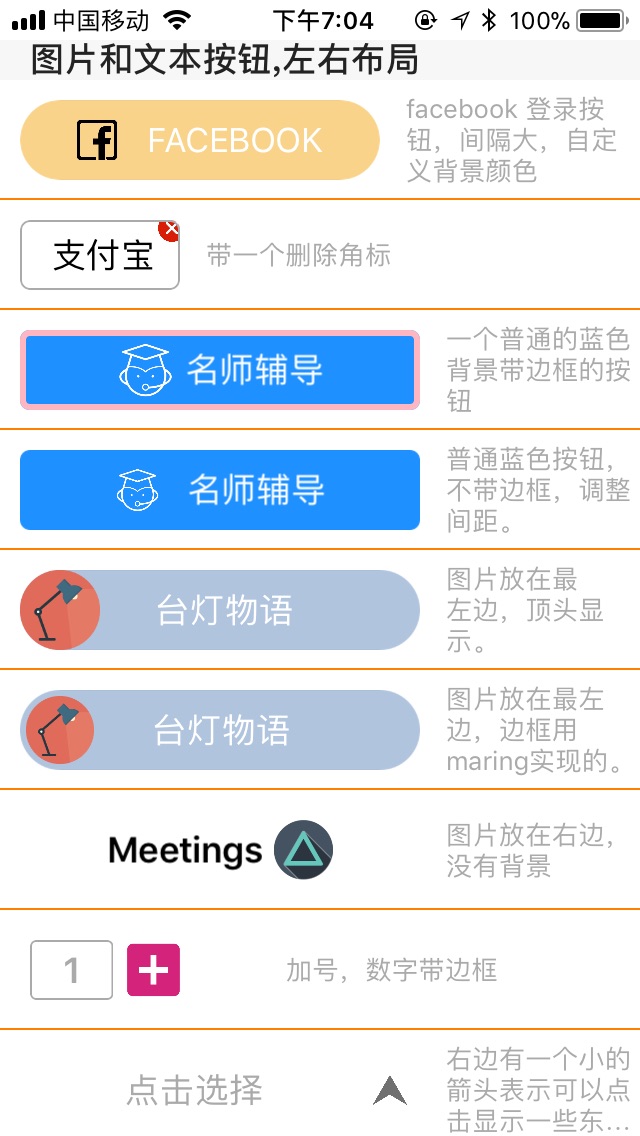 中国移动 下午7:04 100%
图片和文本按钮,左右布局
FACEBOOK
facebook 登录按
钮，间隔大，自定
义背景颜色
支付宝
带一个删除角标
名师辅导
一个普通的蓝色
背景带边框的按
钮
名师辅导
普通蓝色按钮，
不带边框，调整
间距。
台灯物语
图片放在最
左边，顶头显
示。
台灯物语
图片放在最左
边，边框用
maring实现的。
Meetings
图片放在右边，
没有背景
1
加号，数字带边框
点击选择
右边有一个小的
箭头表示可以点
击显示一些东...